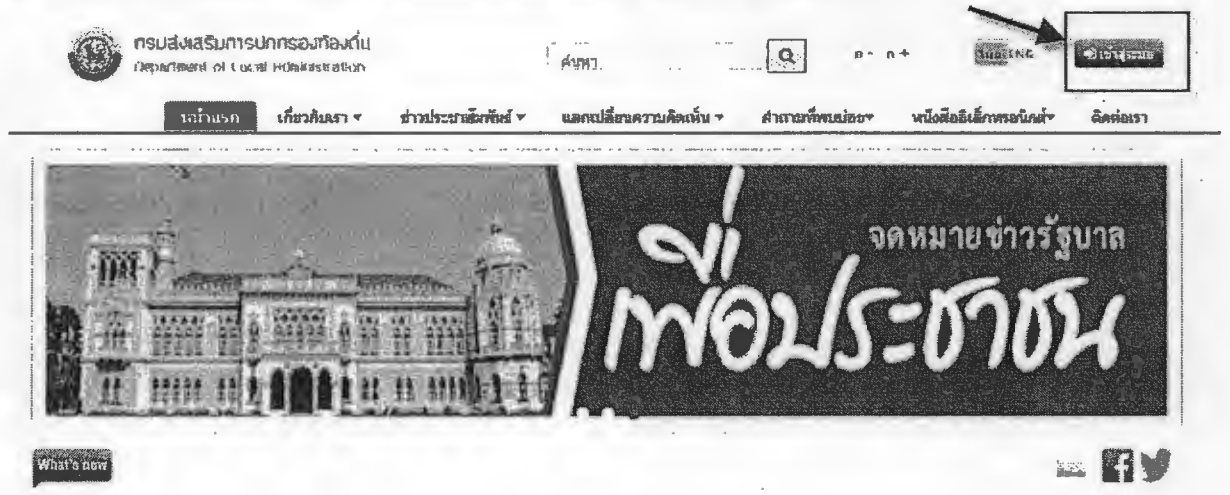 กรมส่งเสริมการปกครองท้องถิ่น
Department of Local Administration
ค้นหา
ก- ก+
ไทย ENG
เข้าสู่ระบบ
หน้าแรก เกี่ยวกับเรา ข่าวประชาสัมพันธ์ แลกเปลี่ยนความคิดเห็น คำถามที่พบบ่อย หนังสืออิเล็กทรอนิกส์ ติดต่อเรา
จดหมายข่าวรัฐบาล
เพื่อประชาชน
What's new